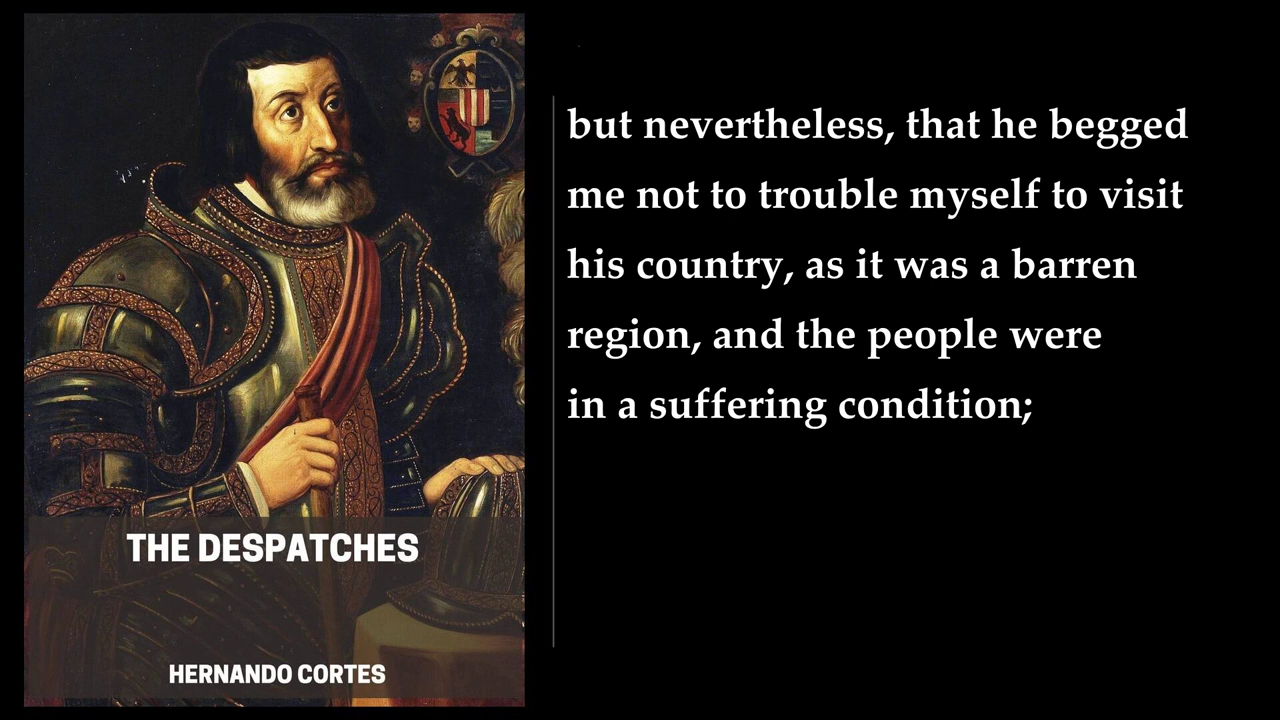 THE DESPATCHES
HERNANDO CORTES
but nevertheless, that he begged
me not to trouble myself to visit
his country, as it was a barren
region, and the people were
in a suffering condition;